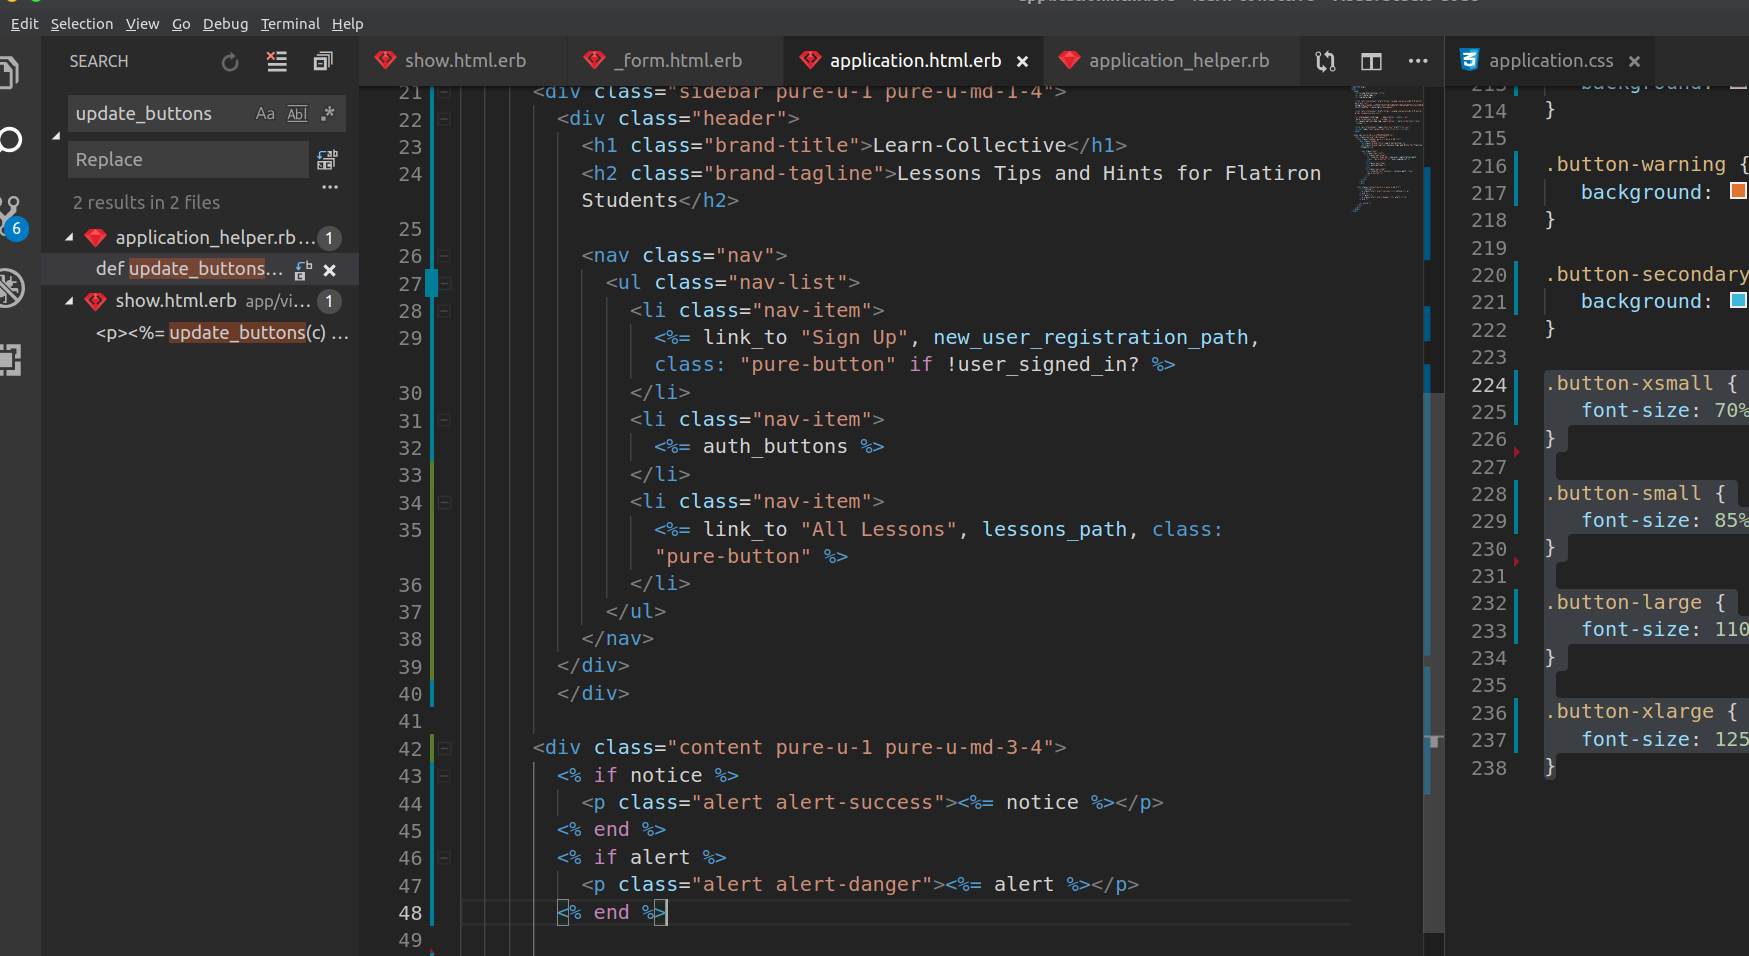 Edit Selection View Go Debug Terminal Help
SEARCH
update_buttons Aa Abl .*
Replace
2 results in 2 files
application_helper.rb... 1
def update_buttons...
show.html.erb app/vi... 1
<p><%= update_buttons(c) ...
6
show.html.erb _form.html.erb application.html.erb × application_helper.rb
21 <div class="sidebar pure-u-1 pure-u-md-1-4">
22 <div class="header">
23 <h1 class="brand-title">Learn-Collective</h1>
24 <h2 class="brand-tagline">Lessons Tips and Hints for Flatiron
Students</h2>
25
26 <nav class="nav">
27 <ul class="nav-list">
28 <li class="nav-item">
29 <%= link_to "Sign Up", new_user_registration_path,
class: "pure-button" if !user_signed_in? %>
30 </li>
31 <li class="nav-item">
32 <%= auth_buttons %>
33 </li>
34 <li class="nav-item">
35 <%= link_to "All Lessons", lessons_path, class:
"pure-button" %>
36 </li>
37 </ul>
38 </nav>
39 </div>
40 </div>
41
42 <div class="content pure-u-1 pure-u-md-3-4">
43 <% if notice %>
44 <p class="alert alert-success"><%= notice %></p>
45 <% end %>
46 <% if alert %>
47 <p class="alert alert-danger"><%= alert %></p>
48 <% end %>
49
application.css ×
213 background:
214 }
215
216 .button-warning {
217 background:
218 }
219
220 .button-secondary
221 background:
222 }
223
224 .button-xsmall {
225 font-size: 70%
226 }
227
228 .button-small {
229 font-size: 85%
230 }
231
232 .button-large {
233 font-size: 110
234 }
235
236 .button-xlarge {
237 font-size: 125
238 }